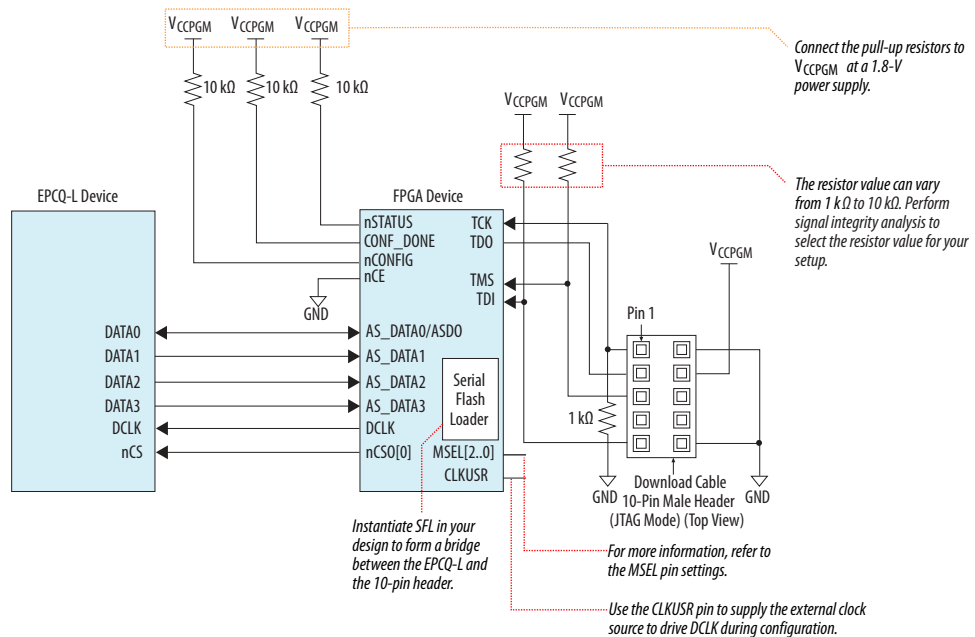 VCCPGM VCCPGM VCCPGM
10 kΩ 10 kΩ 10 kΩ
Connect the pull-up resistors to
VCCPGM at a 1.8-V
power supply.
VCCPGM VCCPGM
The resistor value can vary
from 1 kΩ to 10 kΩ. Perform
signal integrity analysis to
select the resistor value for your
setup.
EPCQ-L Device
DATA0
DATA1
DATA2
DATA3
DCLK
nCS
FPGA Device
nSTATUS
CONF_DONE
nCONFIG
nCE
GND
AS_DATA0/ASDO
AS_DATA1
AS_DATA2
AS_DATA3
DCLK
nCSO[0]
TCK
TDO
TMS
TDI
Serial
Flash
Loader
MSEL[2..0]
CLKUSR
VCCPGM
Pin 1
1 kΩ
GND
GND
Download Cable
10-Pin Male Header
(JTAG Mode) (Top View)
Instantiate SFL in your
design to form a bridge
between the EPCQ-L and
the 10-pin header.
For more information, refer to
the MSEL pin settings.
Use the CLKUSR pin to supply the external clock
source to drive DCLK during configuration.